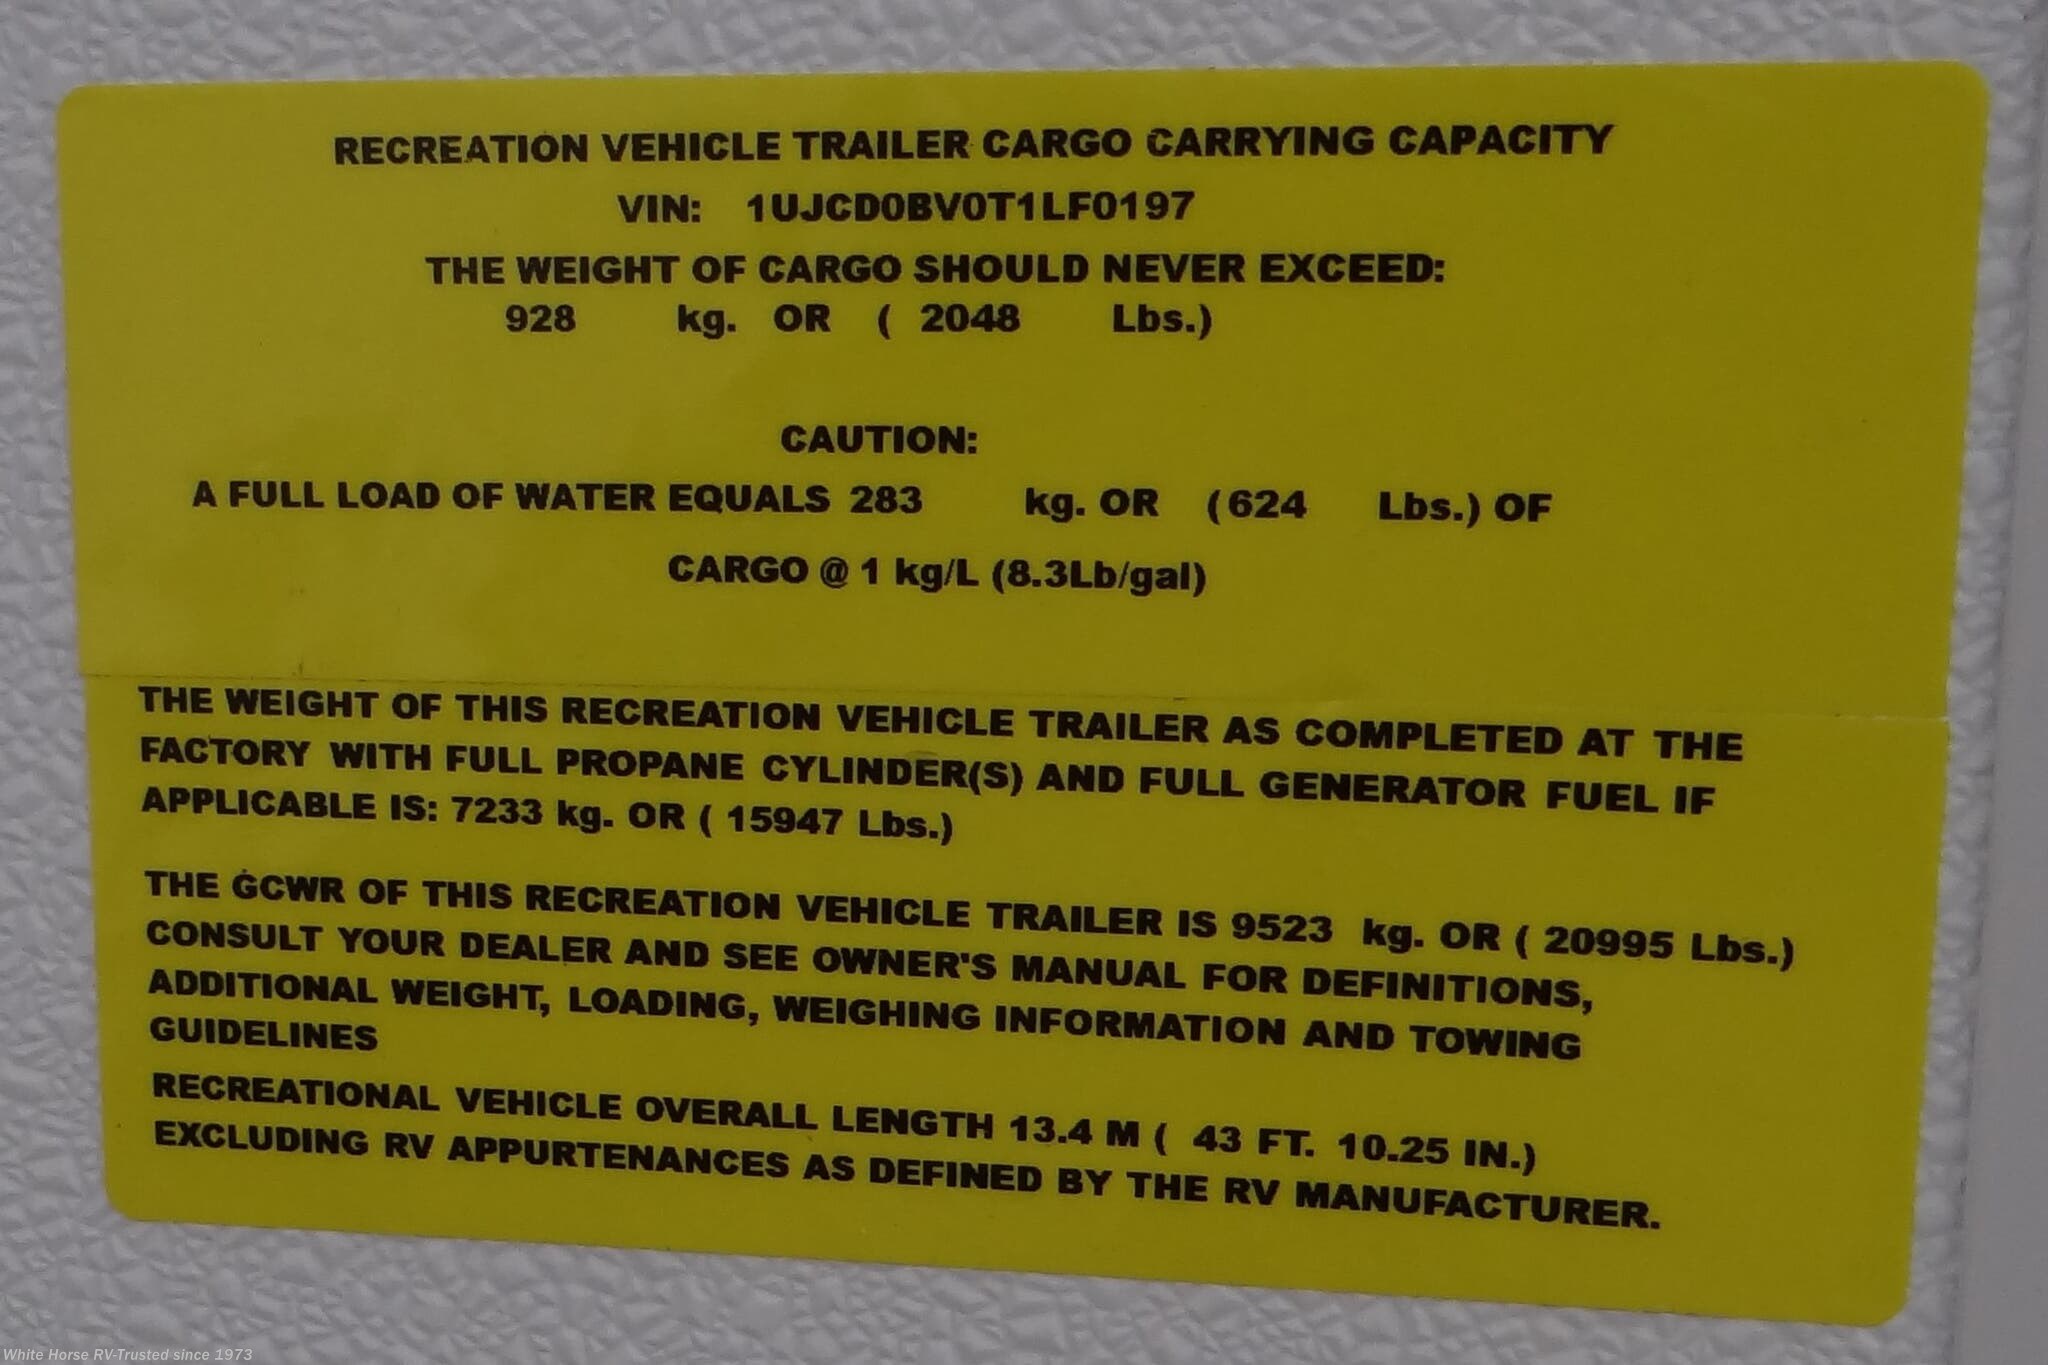 RECREATION VEHICLE TRAILER CARGO CARRYING CAPACITY
VIN: 1UJCD0BV0T1LF0197
THE WEIGHT OF CARGO SHOULD NEVER EXCEED:
928 kg. OR ( 2048 Lbs.)
CAUTION:
A FULL LOAD OF WATER EQUALS 283 kg. OR (624 Lbs.) OF
CARGO @ 1 kg/L (8.3Lb/gal)
THE WEIGHT OF THIS RECREATION VEHICLE TRAILER AS COMPLETED AT THE
FACTORY WITH FULL PROPANE CYLINDER(S) AND FULL GENERATOR FUEL IF
APPLICABLE IS: 7233 kg. OR ( 15947 Lbs.)
THE GCWR OF THIS RECREATION VEHICLE TRAILER IS 9523 kg. OR ( 20995 Lbs.)
CONSULT YOUR DEALER AND SEE OWNER'S MANUAL FOR DEFINITIONS,
ADDITIONAL WEIGHT, LOADING, WEIGHING INFORMATION AND TOWING
GUIDELINES
RECREATIONAL VEHICLE OVERALL LENGTH 13.4 M ( 43 FT. 10.25 IN.)
EXCLUDING RV APPURTENANCES AS DEFINED BY THE RV MANUFACTURER.
White Horse RV-Trusted since 1973